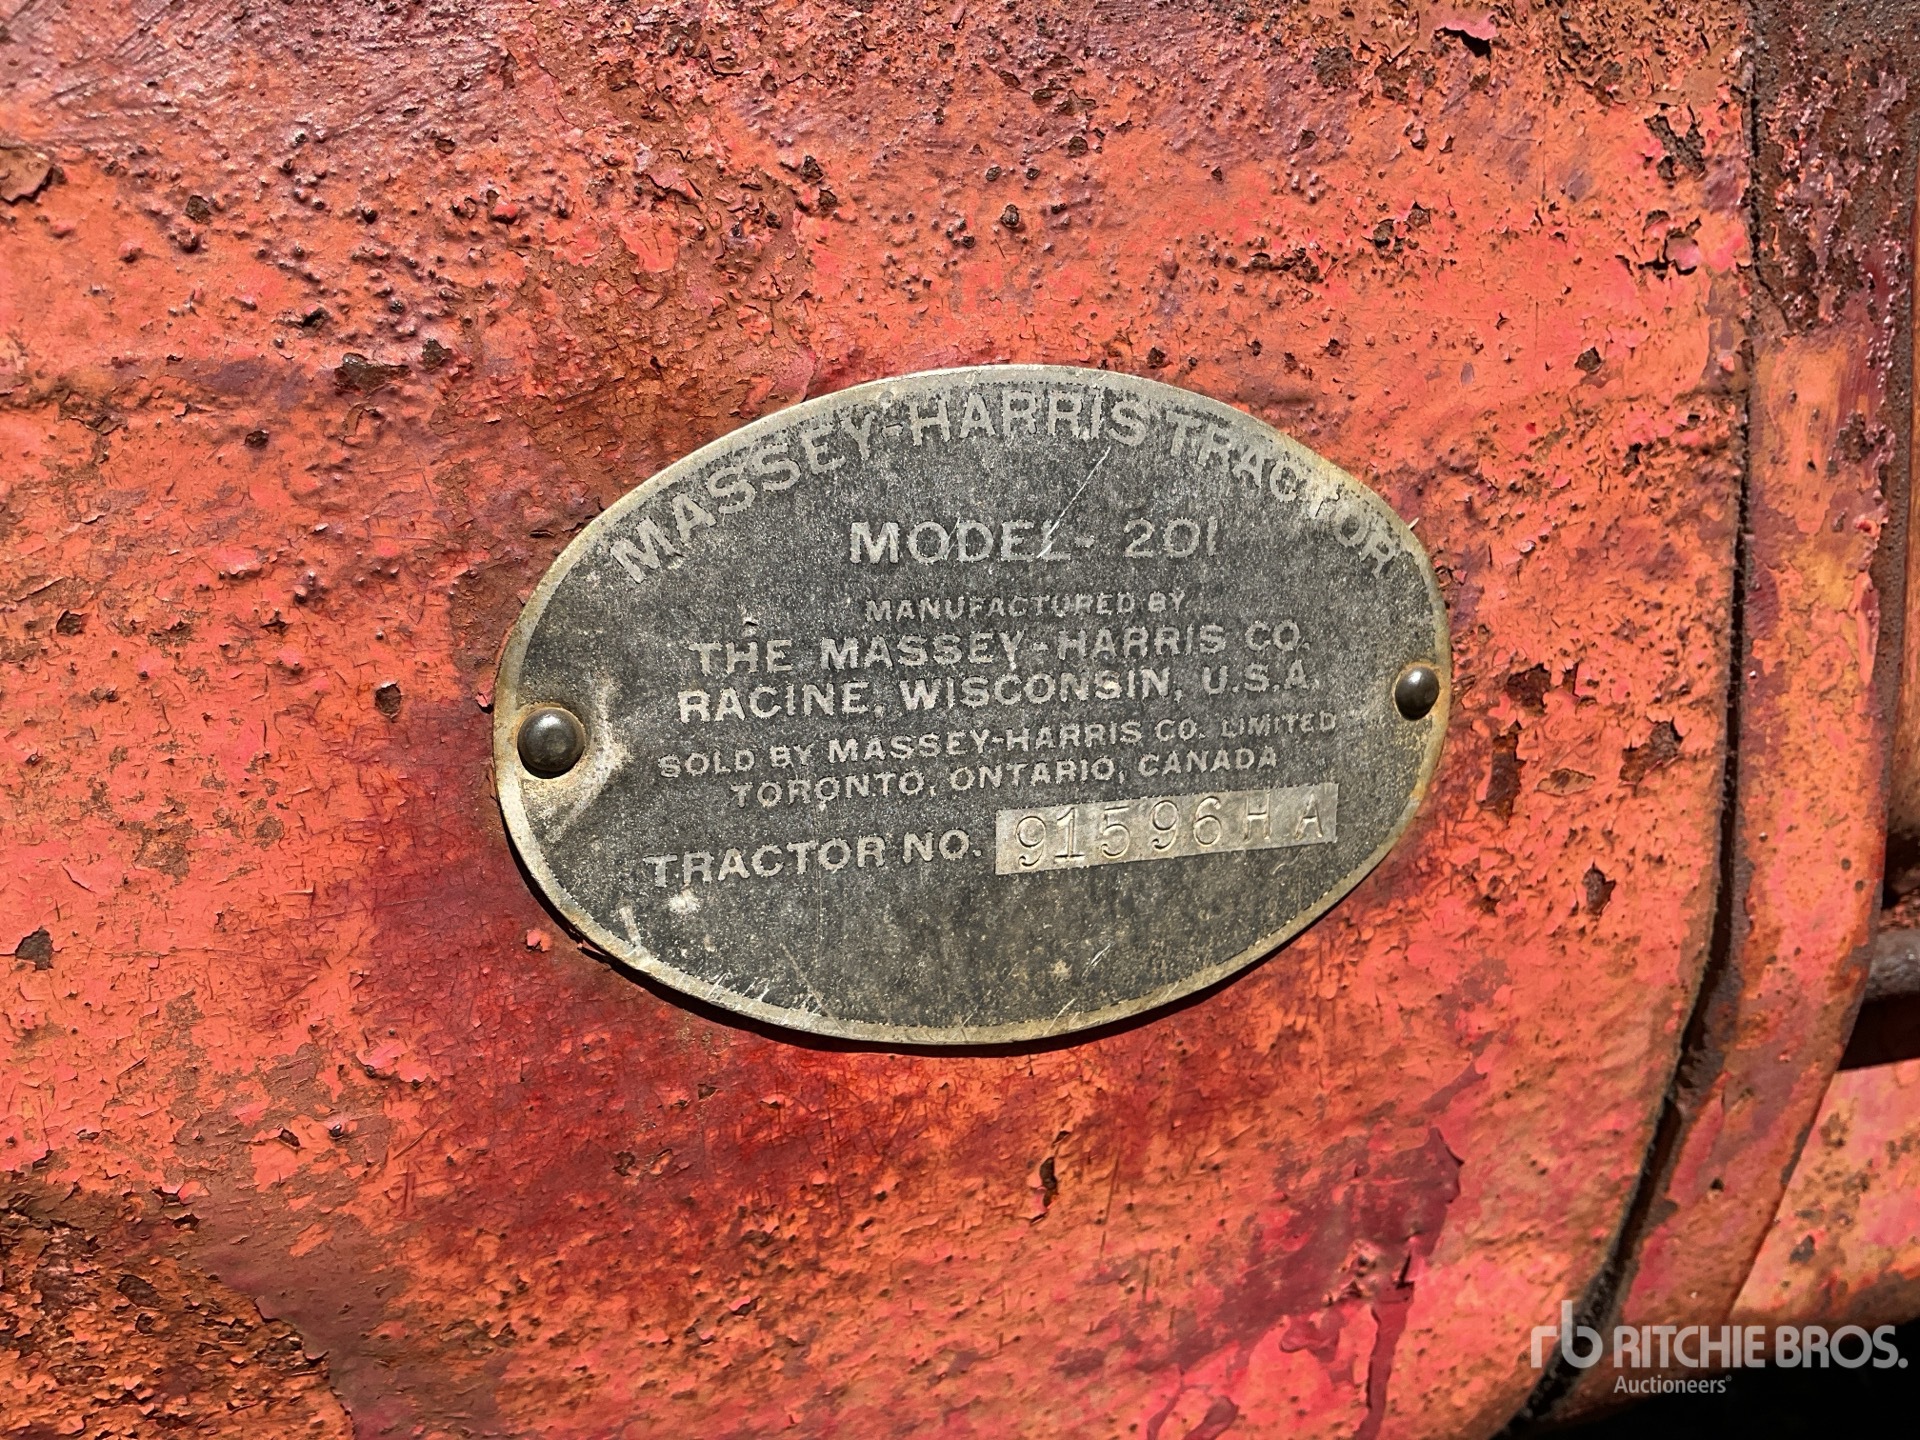 MASSEY-HARRIS TRACTOR
MODEL- 201
MANUFACTURED BY
THE MASSEY-HARRIS CO.
RACINE, WISCONSIN, U.S.A.
SOLD BY MASSEY-HARRIS CO. LIMITED
TORONTO, ONTARIO, CANADA
TRACTOR NO. 91596HA
rb RITCHIE BROS.
Auctioneers